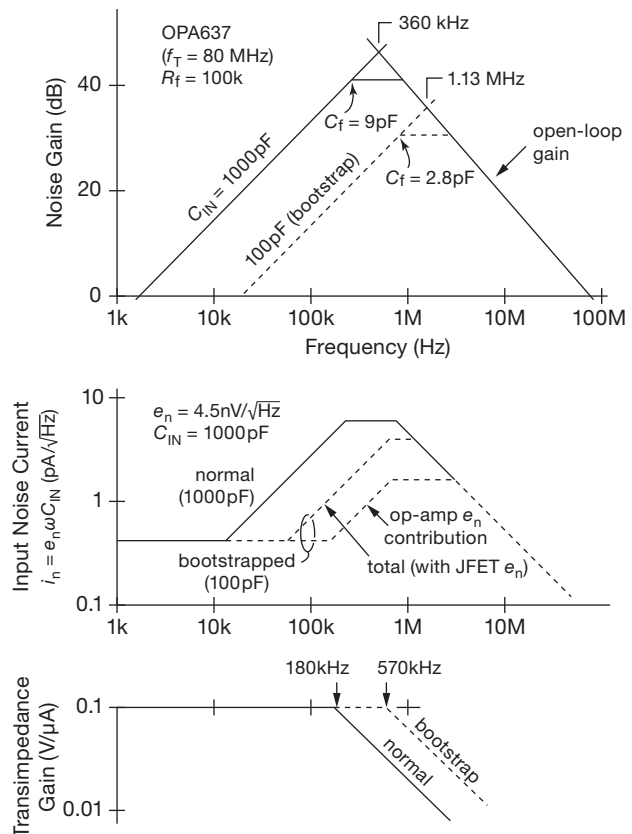 OPA637
(fT = 80 MHz)
Rf = 100k
360 kHz
1.13 MHz
Cf = 9pF
Cf = 2.8pF
open-loop
gain
CIN = 1000pF
100pF (bootstrap)
Noise Gain (dB)
40
20
0
1k 10k 100k 1M 10M 100M
Frequency (Hz)
Input Noise Current
in = enωCIN (pA/√Hz)
10
1
0.1
en = 4.5nV/√Hz
CIN = 1000pF
normal
(1000pF)
bootstrapped
(100pF)
op-amp en
contribution
total (with JFET en)
1k 10k 100k 1M 10M
Transimpedance
Gain (V/μA)
0.1
0.01
180kHz 570kHz
normal
bootstrap